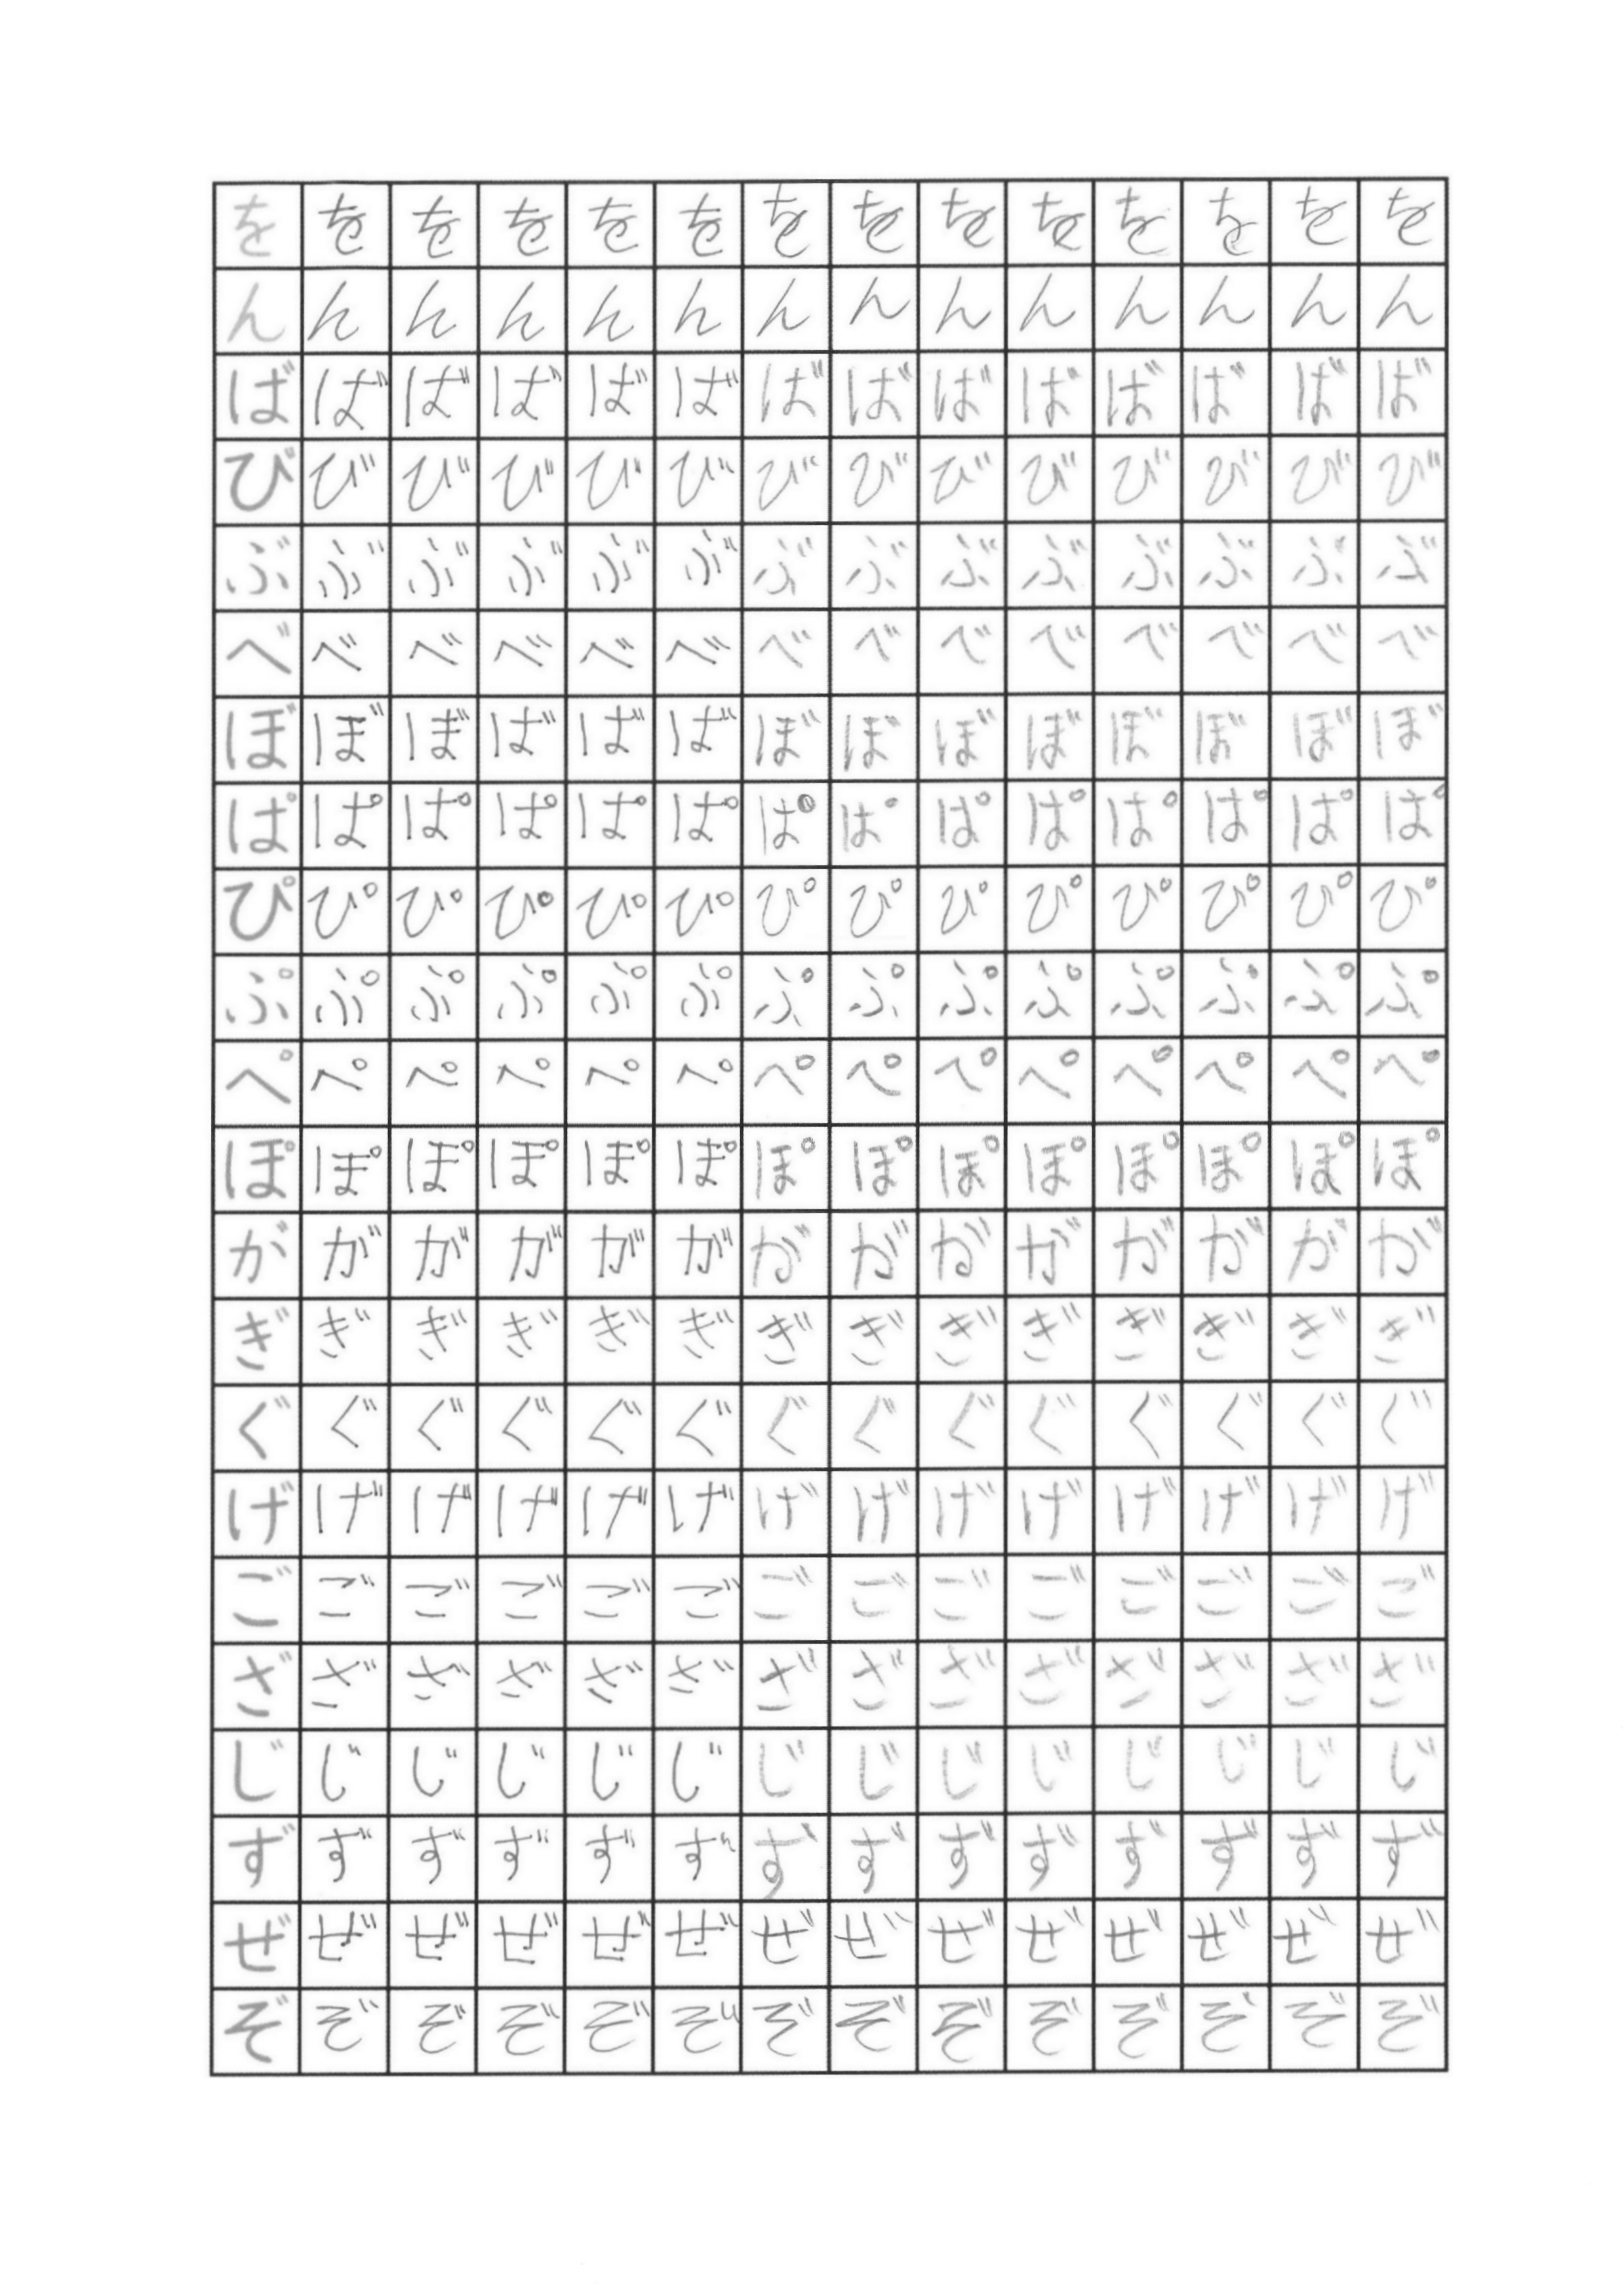 を を を を を を を を を を を を を を
ん ん ん ん ん ん ん ん ん ん ん ん ん ん
ば ば ば ば ば ば ば ば ば ば ば ば ば ば
び び び び び び び び び び び び び び
ぶ ぶ ぶ ぶ ぶ ぶ ぶ ぶ ぶ ぶ ぶ ぶ ぶ ぶ
べ べ べ べ べ べ べ べ べ べ べ べ べ べ
ぼ ぼ ぼ ば ば ば ぼ ぼ ぼ ぼ ぼ ぼ ぼ ぼ
ぱ ぱ ぱ ぱ ぱ ぱ ぱ ぱ ぱ ぱ ぱ ぱ ぱ ぱ
ぴ ぴ ぴ ぴ ぴ ぴ ぴ ぴ ぴ ぴ ぴ ぴ ぴ ぴ
ぷ ぷ ぷ ぷ ぷ ぷ ぷ ぷ ぷ ぷ ぷ ぷ ぷ ぷ
ぺ ぺ ぺ ぺ ぺ ぺ ぺ ぺ ぺ ぺ ぺ ぺ ぺ ぺ
ぽ ぽ ぽ ぽ ぽ ぽ ぽ ぽ ぽ ぽ ぽ ぽ ぽ ぽ
が が が が が が が が が が が が が が
ぎ ぎ ぎ ぎ ぎ ぎ ぎ ぎ ぎ ぎ ぎ ぎ ぎ ぎ
ぐ ぐ ぐ ぐ ぐ ぐ ぐ ぐ ぐ ぐ ぐ ぐ ぐ ぐ
げ げ げ げ げ げ げ げ げ げ げ げ げ げ
ご ご ご ご ご ご ご ご ご ご ご ご ご ご
ざ ざ ざ ざ ざ ざ ざ ざ ざ ざ ざ ざ ざ ざ
じ じ じ じ じ じ じ じ じ じ じ じ じ じ
ず ず ず ず ず ず ず ず ず ず ず ず ず ず
ぜ ぜ ぜ ぜ ぜ ぜ ぜ ぜ ぜ ぜ ぜ ぜ ぜ ぜ
ぞ ぞ ぞ ぞ ぞ ぞ ぞ ぞ ぞ ぞ ぞ ぞ ぞ ぞ